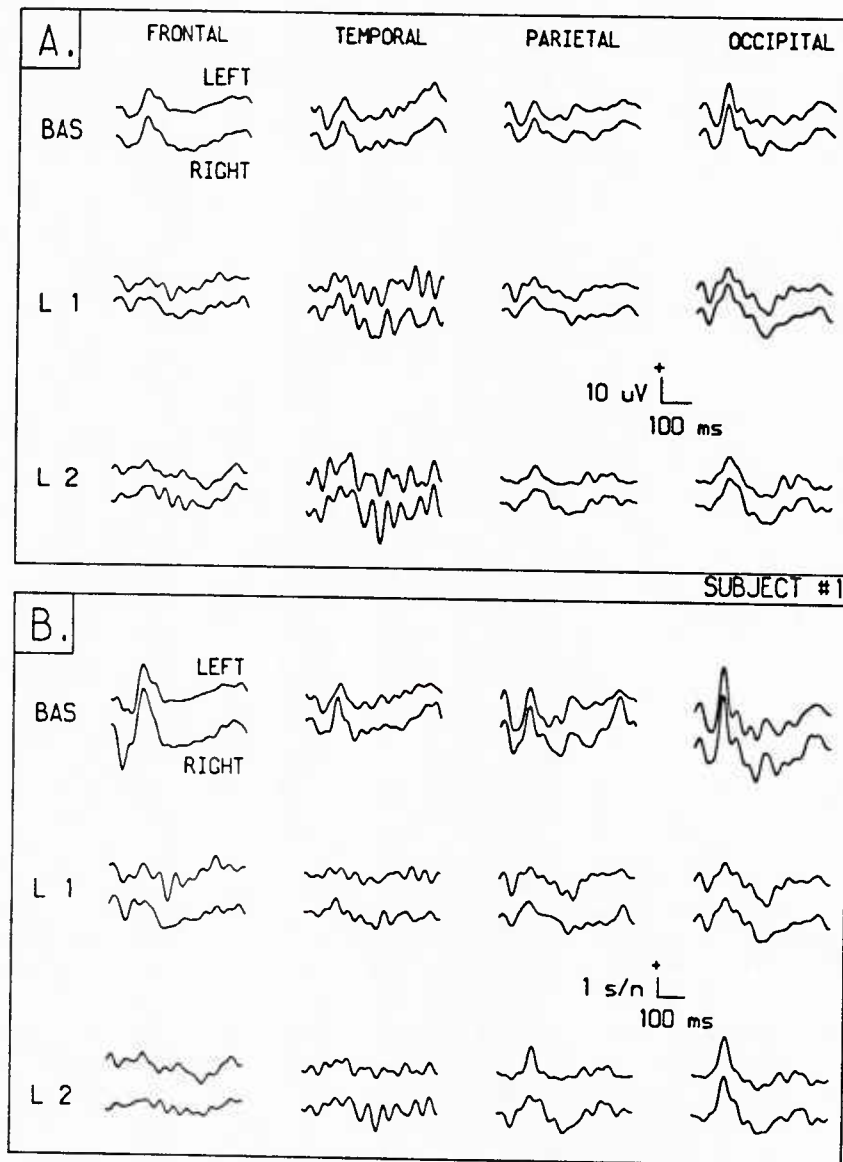 A.
FRONTAL TEMPORAL PARIETAL OCCIPITAL
LEFT
BAS
RIGHT
L 1
+
10 uV
100 ms
L 2
SUBJECT #1
B.
LEFT
BAS
RIGHT
L 1
+
1 s/n
100 ms
L 2